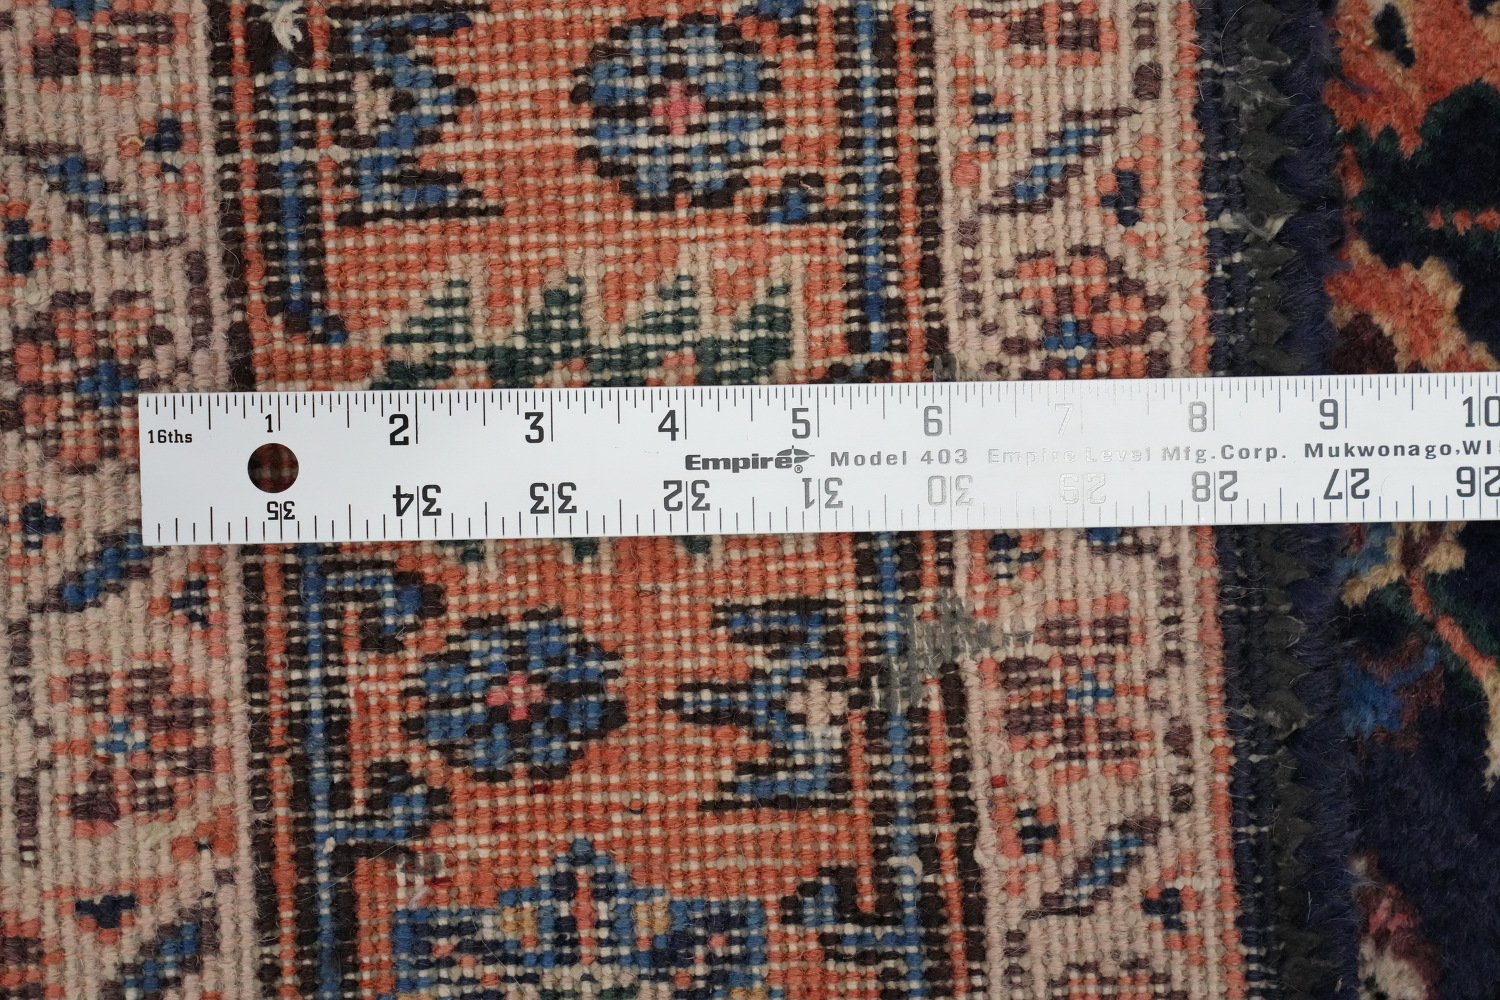 1 2 3 4 5 6 7 8 9 10
16ths
Empire® Model 403 Empire Level Mfg.Corp. Mukwonago,WI
35 34 33 32 31 30 29 28 27 26